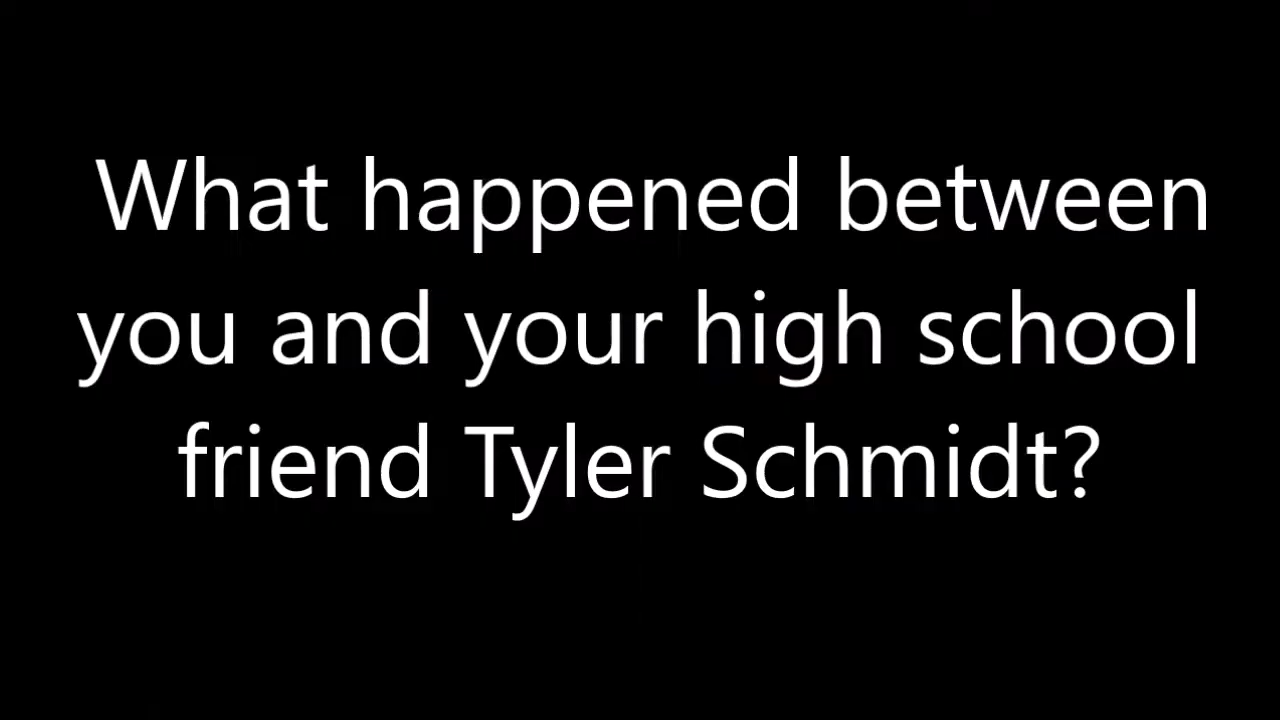 What happened between
you and your high school
friend Tyler Schmidt?